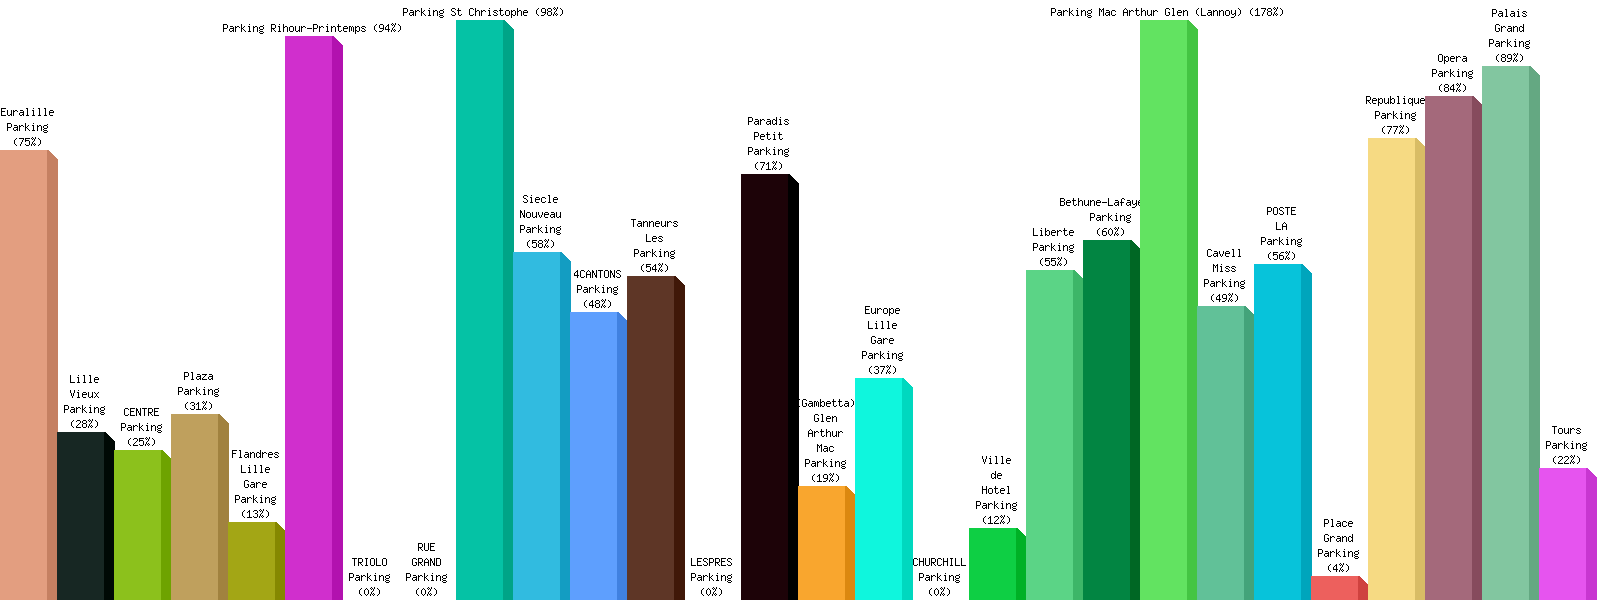 Euralille
Parking
(75%)
Lille
Vieux
Parking
(28%)
CENTRE
Parking
(25%)
Plaza
Parking
(31%)
Flandres
Lille
Gare
Parking
(13%)
Parking Rihour-Printemps (94%)
TRIOLO
Parking
(0%)
RUE
GRAND
Parking
(0%)
Parking St Christophe (98%)
Siecle
Nouveau
Parking
(58%)
4CANTONS
Parking
(48%)
Tanneurs
Les
Parking
(54%)
LESPRES
Parking
(0%)
Paradis
Petit
Parking
(71%)
(Gambetta)
Glen
Arthur
Mac
Parking
(19%)
Europe
Lille
Gare
Parking
(37%)
CHURCHILL
Parking
(0%)
Ville
de
Hotel
Parking
(12%)
Liberte
Parking
(55%)
Bethune-Lafaye
Parking
(60%)
Parking Mac Arthur Glen (Lannoy) (178%)
Cavell
Miss
Parking
(49%)
POSTE
LA
Parking
(56%)
Place
Grand
Parking
(4%)
Republique
Parking
(77%)
Opera
Parking
(84%)
Palais
Grand
Parking
(89%)
Tours
Parking
(22%)